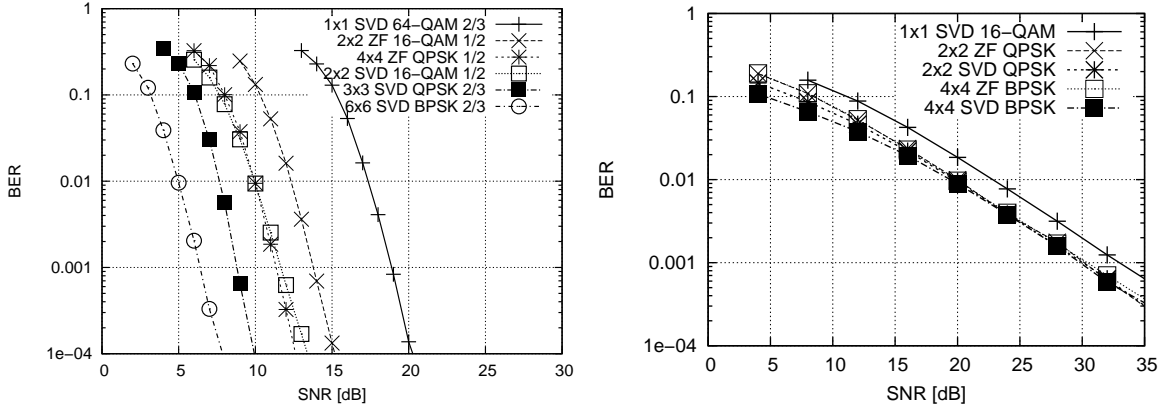 1
0.1
0.01
0.001
1e−04
0 5 10 15 20 25 30
BER
SNR [dB]
1x1 SVD 64−QAM 2/3
2x2 ZF 16−QAM 1/2
4x4 ZF QPSK 1/2
2x2 SVD 16−QAM 1/2
3x3 SVD QPSK 2/3
6x6 SVD BPSK 2/3
1
0.1
0.01
0.001
1e−04
0 5 10 15 20 25 30 35
BER
SNR [dB]
1x1 SVD 16−QAM
2x2 ZF QPSK
2x2 SVD QPSK
4x4 ZF BPSK
4x4 SVD BPSK